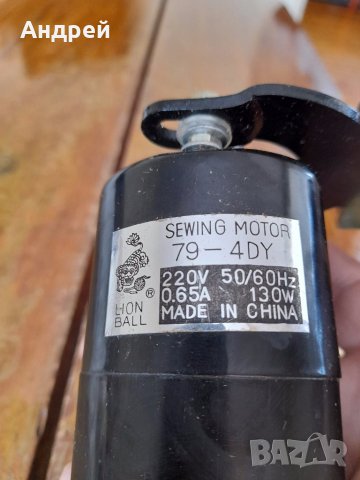 Андрей
SEWING MOTOR
79-4DY
220V 50/60Hz
0.65A 130W
MADE IN CHINA
LION ®
BALL
BAZAR